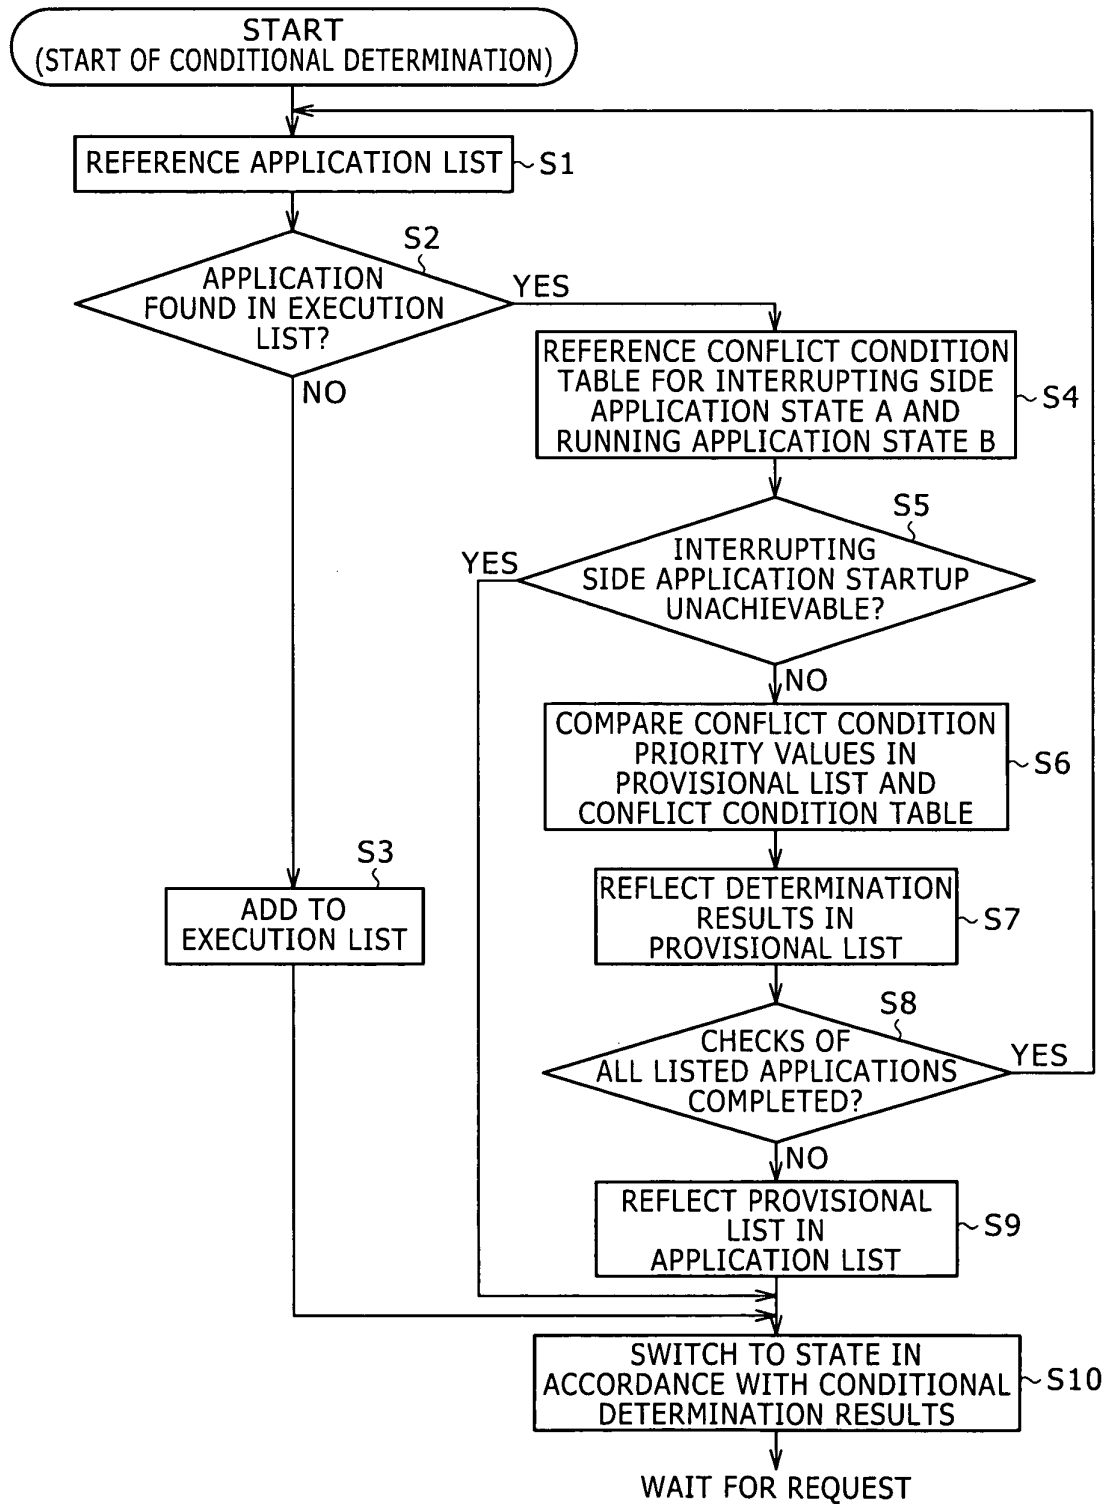 START
(START OF CONDITIONAL DETERMINATION)
REFERENCE APPLICATION LIST
S1
S2
APPLICATION
FOUND IN EXECUTION
LIST?
YES
NO
REFERENCE CONFLICT CONDITION
TABLE FOR INTERRUPTING SIDE
APPLICATION STATE A AND
RUNNING APPLICATION STATE B
S4
S5
INTERRUPTING
SIDE APPLICATION STARTUP
UNACHIEVABLE?
YES
NO
COMPARE CONFLICT CONDITION
PRIORITY VALUES IN
PROVISIONAL LIST AND
CONFLICT CONDITION TABLE
S6
S3
ADD TO
EXECUTION LIST
REFLECT DETERMINATION
RESULTS IN
PROVISIONAL LIST
S7
S8
CHECKS OF
ALL LISTED APPLICATIONS
COMPLETED?
YES
NO
REFLECT PROVISIONAL
LIST IN
APPLICATION LIST
S9
SWITCH TO STATE IN
ACCORDANCE WITH CONDITIONAL
DETERMINATION RESULTS
S10
WAIT FOR REQUEST